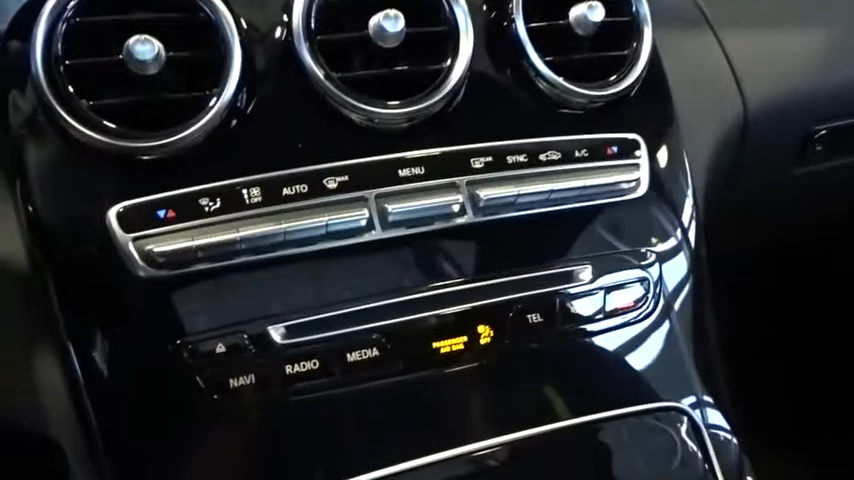 OFF AUTO MAX MENU REAR SYNC A/C
TEL
PASSENGER OFF
AIR BAG
NAVI RADIO MEDIA